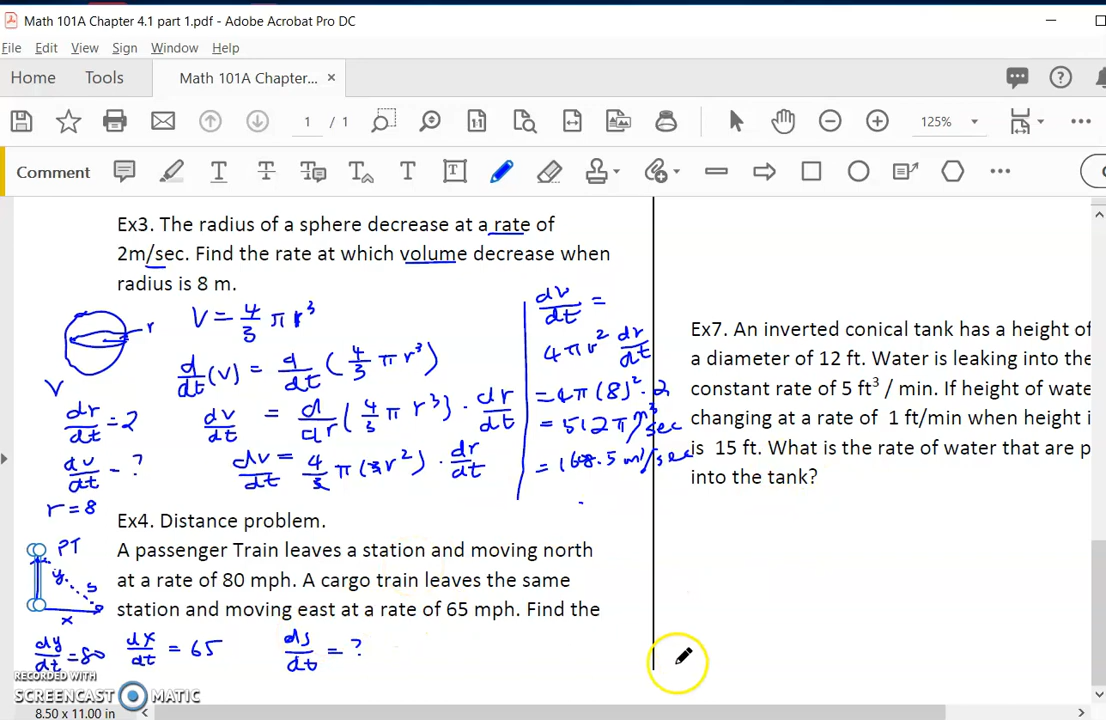 Math 101A Chapter 4.1 part 1.pdf - Adobe Acrobat Pro DC
File Edit View Sign Window Help
Home Tools Math 101A Chapter... ×
1 / 1 125%
Comment
Ex3. The radius of a sphere decrease at a rate of
2m/sec. Find the rate at which volume decrease when
radius is 8 m.
r
V
dr/dt = 2
dv/dt = ?
r = 8
V = 4/3 π r³
d/dt (v) = d/dt ( 4/3 π r³)
dv/dt = d/dr ( 4/3 π r³) · dr/dt
dv/dt = 4/3 π (3r²) · dr/dt
dv/dt =
4πr² dr/dt
= 4π(8)² · 2
= 512π m³/sec
m³/sec
Ex4. Distance problem.
A passenger Train leaves a station and moving north
at a rate of 80 mph. A cargo train leaves the same
station and moving east at a rate of 65 mph. Find the
PT
y
s
x
dy/dt = 80 dx/dt = 65 ds/dt = ?
Ex7. An inverted conical tank has a height of
a diameter of 12 ft. Water is leaking into the
constant rate of 5 ft³ / min. If height of wate
changing at a rate of 1 ft/min when height i
is 15 ft. What is the rate of water that are p
into the tank?
RECORDED WITH
SCREENCAST MATIC
8.50 x 11.00 in